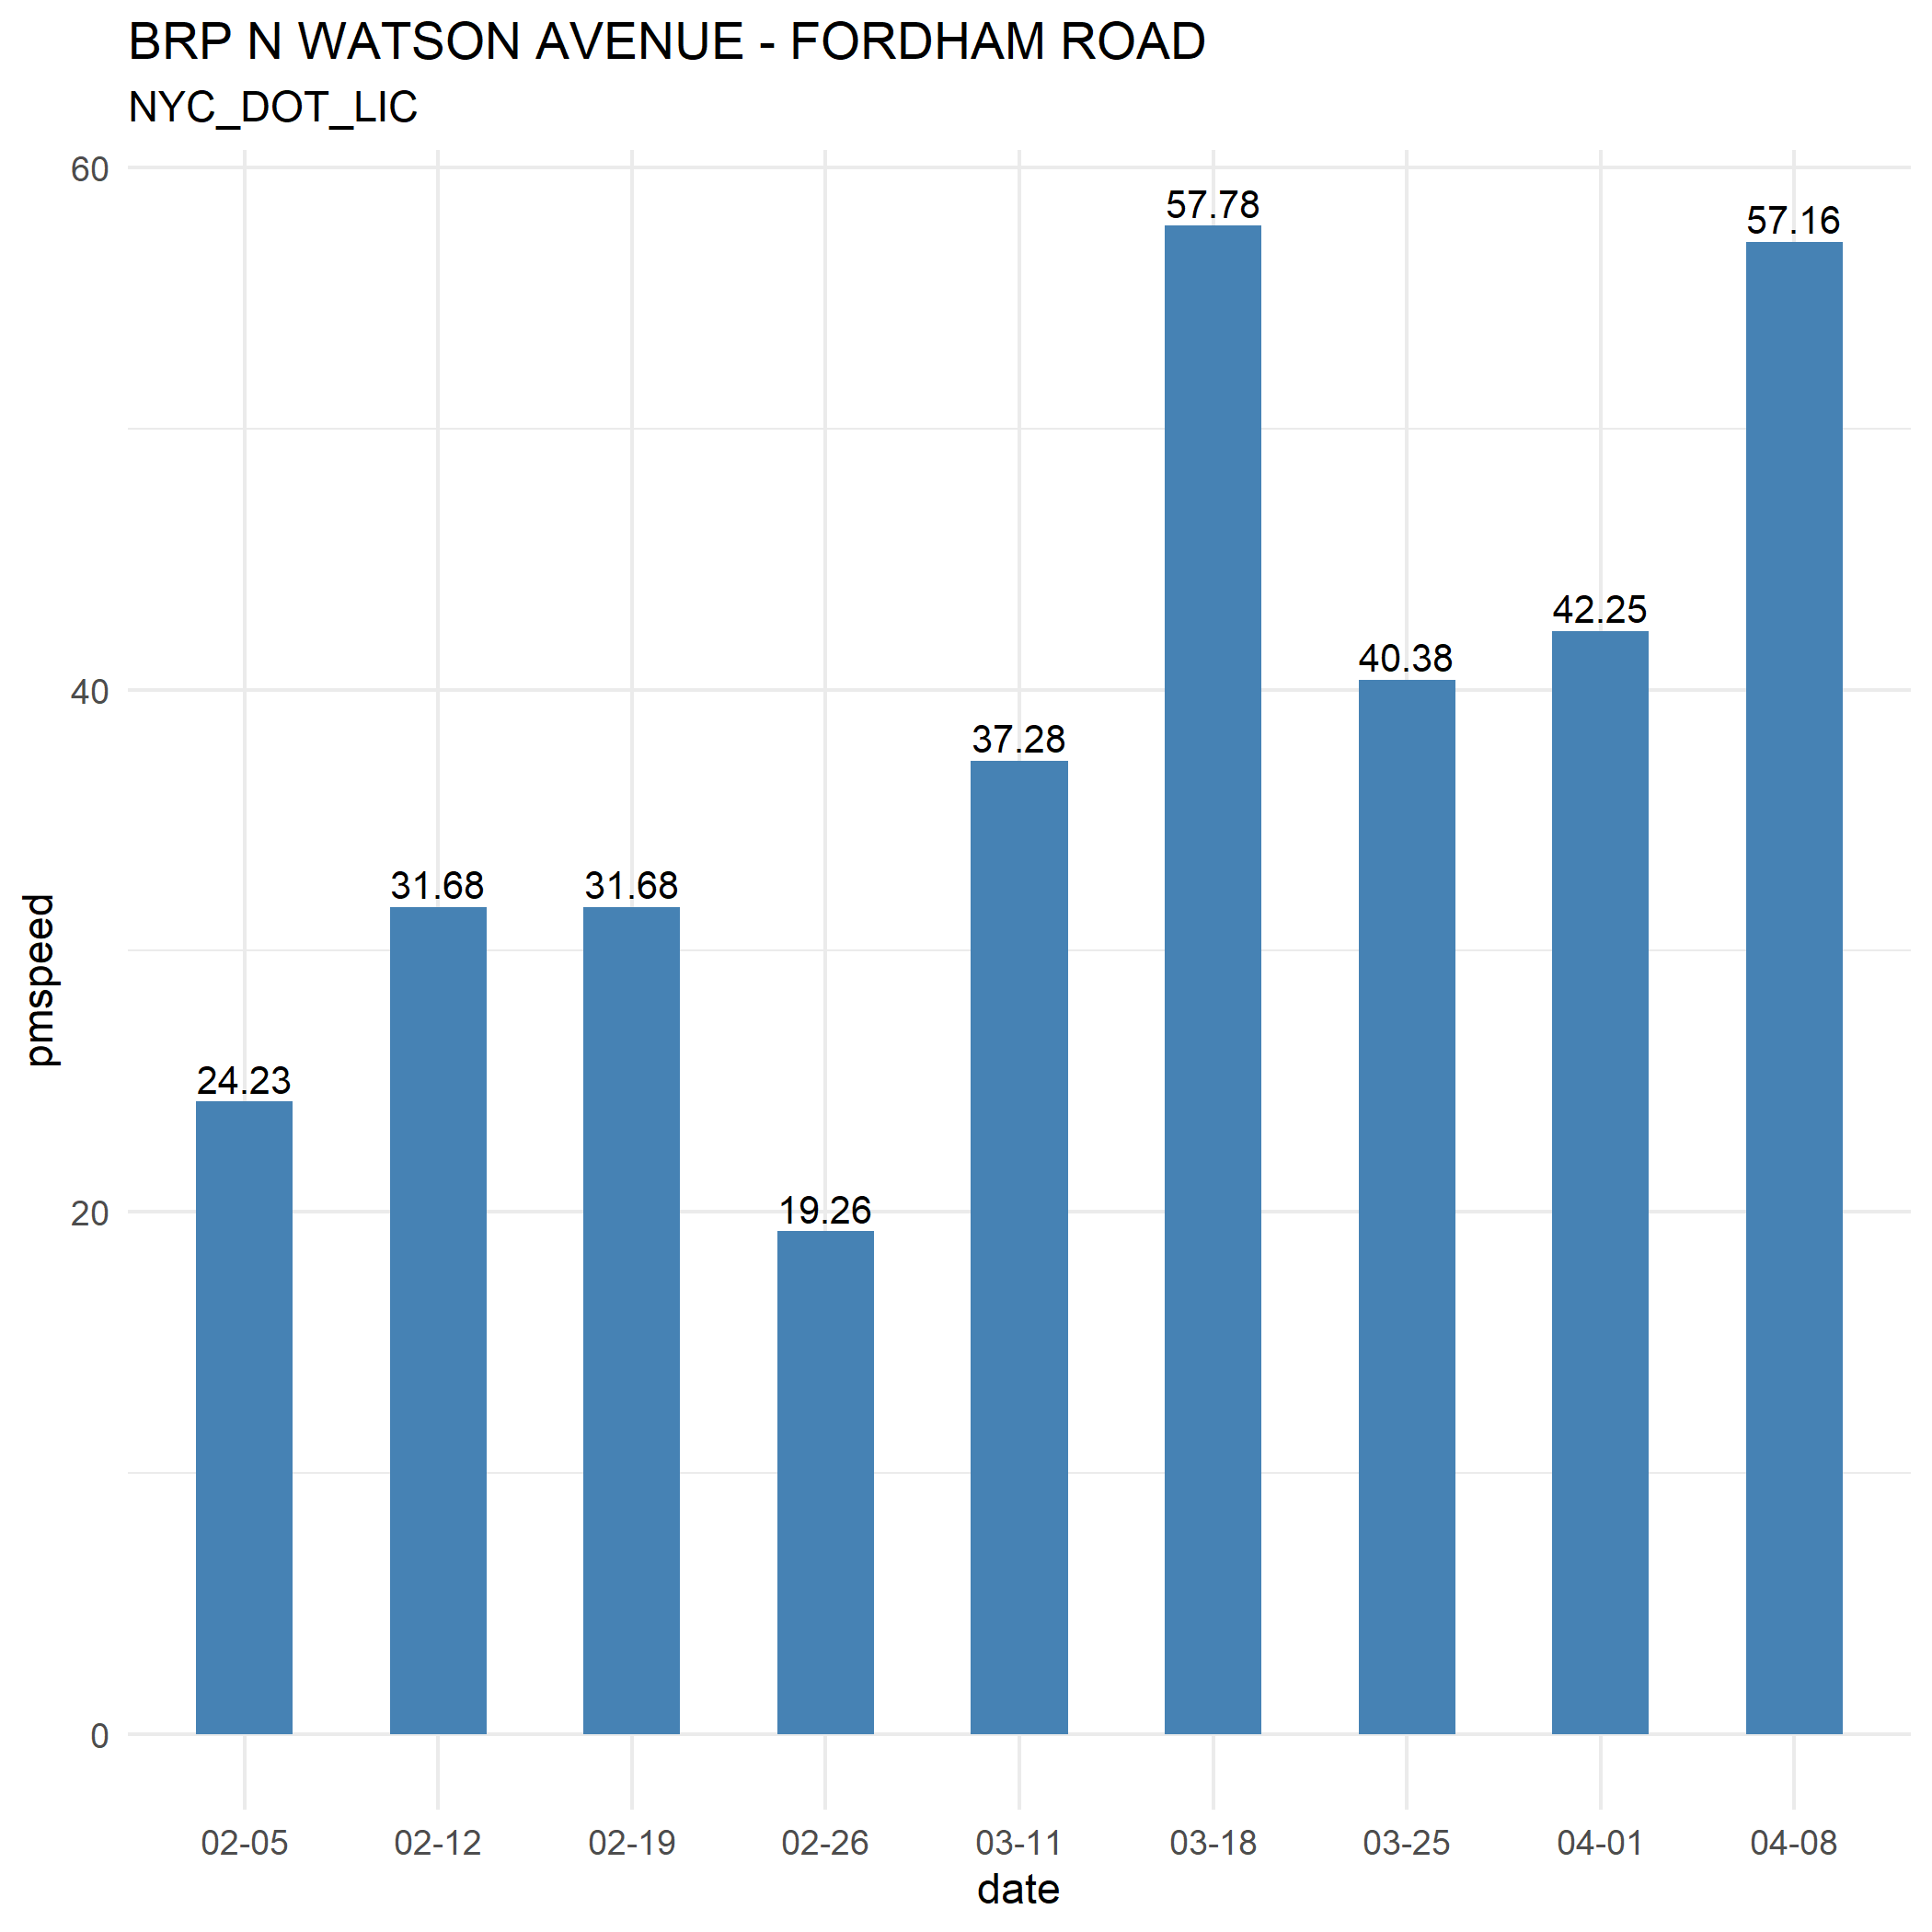 BRP N WATSON AVENUE - FORDHAM ROAD
NYC_DOT_LIC
60
57.78
57.16
42.25
40.38
40
37.28
31.68 31.68
pmspeed
24.23
20
19.26
0
02-05 02-12 02-19 02-26 03-11 03-18 03-25 04-01 04-08
date